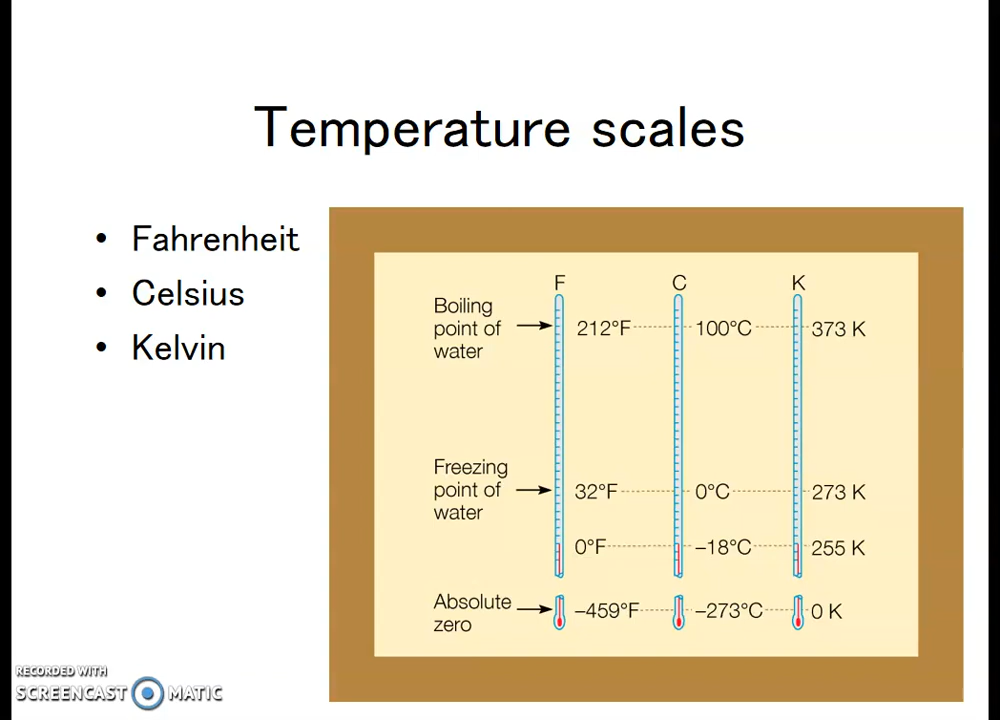 Temperature scales
• Fahrenheit
• Celsius
• Kelvin
F C K
Boiling
point of
water
212°F 100°C 373 K
Freezing
point of
water
32°F 0°C 273 K
0°F –18°C 255 K
Absolute
zero
–459°F –273°C 0 K
RECORDED WITH
SCREENCAST MATIC